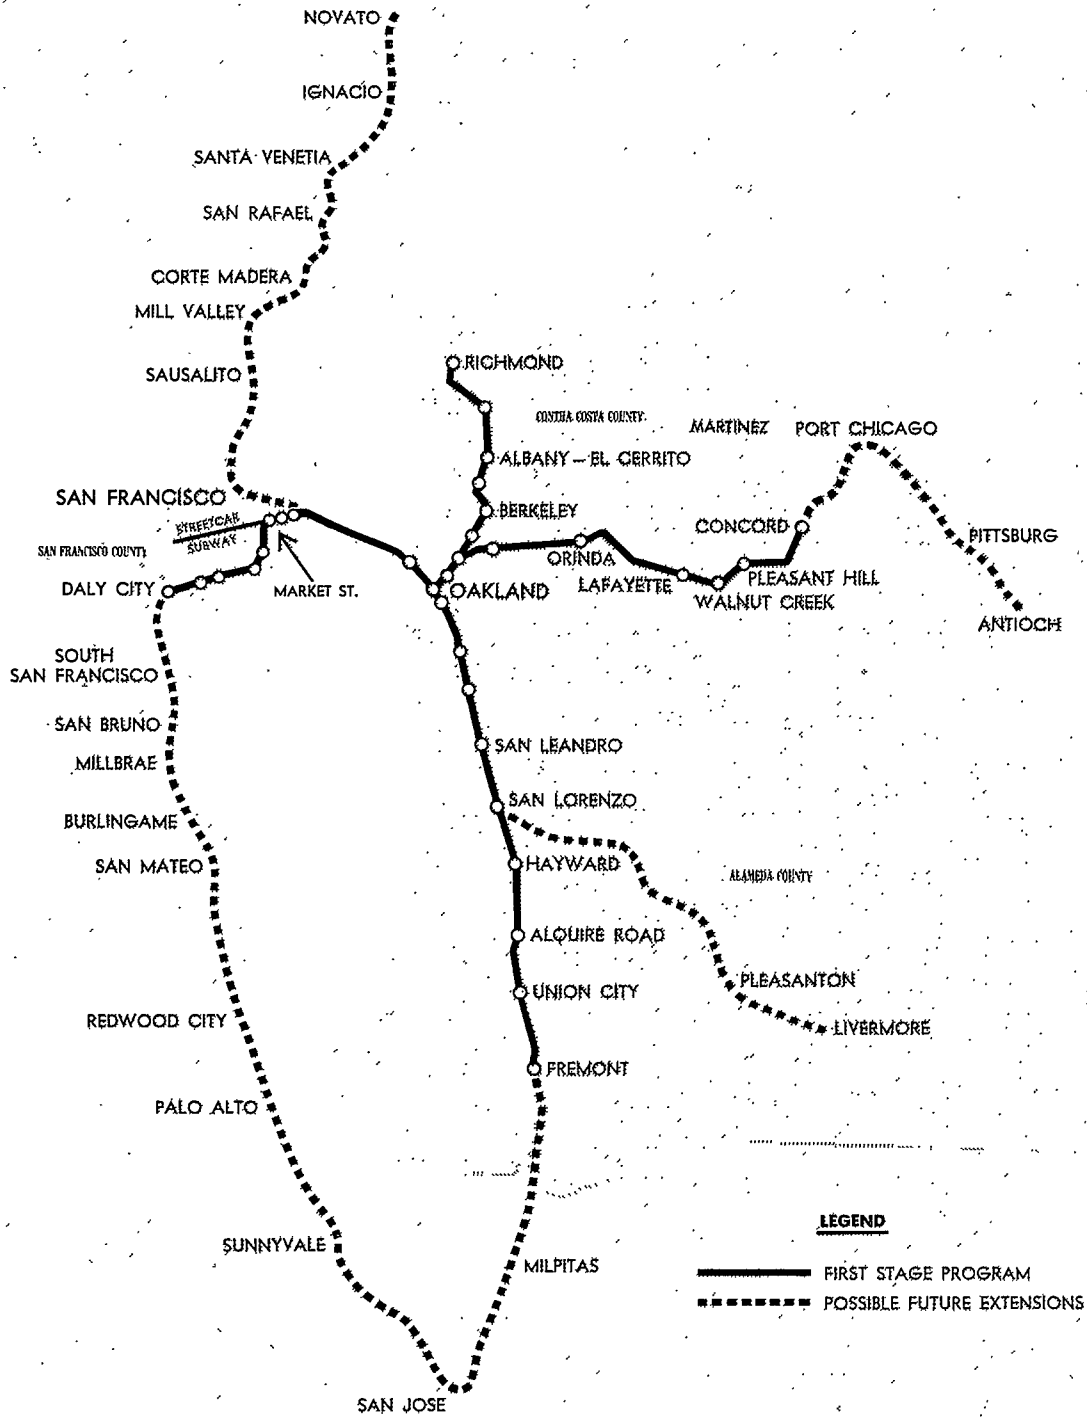 NOVATO
IGNACIO
SANTA VENETIA
SAN RAFAEL
CORTE MADERA
MILL VALLEY
SAUSALITO
RICHMOND
CONTRA COSTA COUNTY
MARTINEZ
PORT CHICAGO
ALBANY – EL CERRITO
SAN FRANCISCO
BERKELEY
STREETCAR
SUBWAY
CONCORD
PITTSBURG
SAN FRANCISCO COUNTY
ORINDA
DALY CITY
MARKET ST.
OAKLAND
LAFAYETTE
PLEASANT HILL
WALNUT CREEK
ANTIOCH
SOUTH
SAN FRANCISCO
SAN BRUNO
SAN LEANDRO
MILLBRAE
SAN LORENZO
BURLINGAME
SAN MATEO
HAYWARD
ALAMEDA COUNTY
ALQUIRE ROAD
PLEASANTON
UNION CITY
REDWOOD CITY
LIVERMORE
FREMONT
PALO ALTO
LEGEND
SUNNYVALE
MILPITAS
FIRST STAGE PROGRAM
POSSIBLE FUTURE EXTENSIONS
SAN JOSE